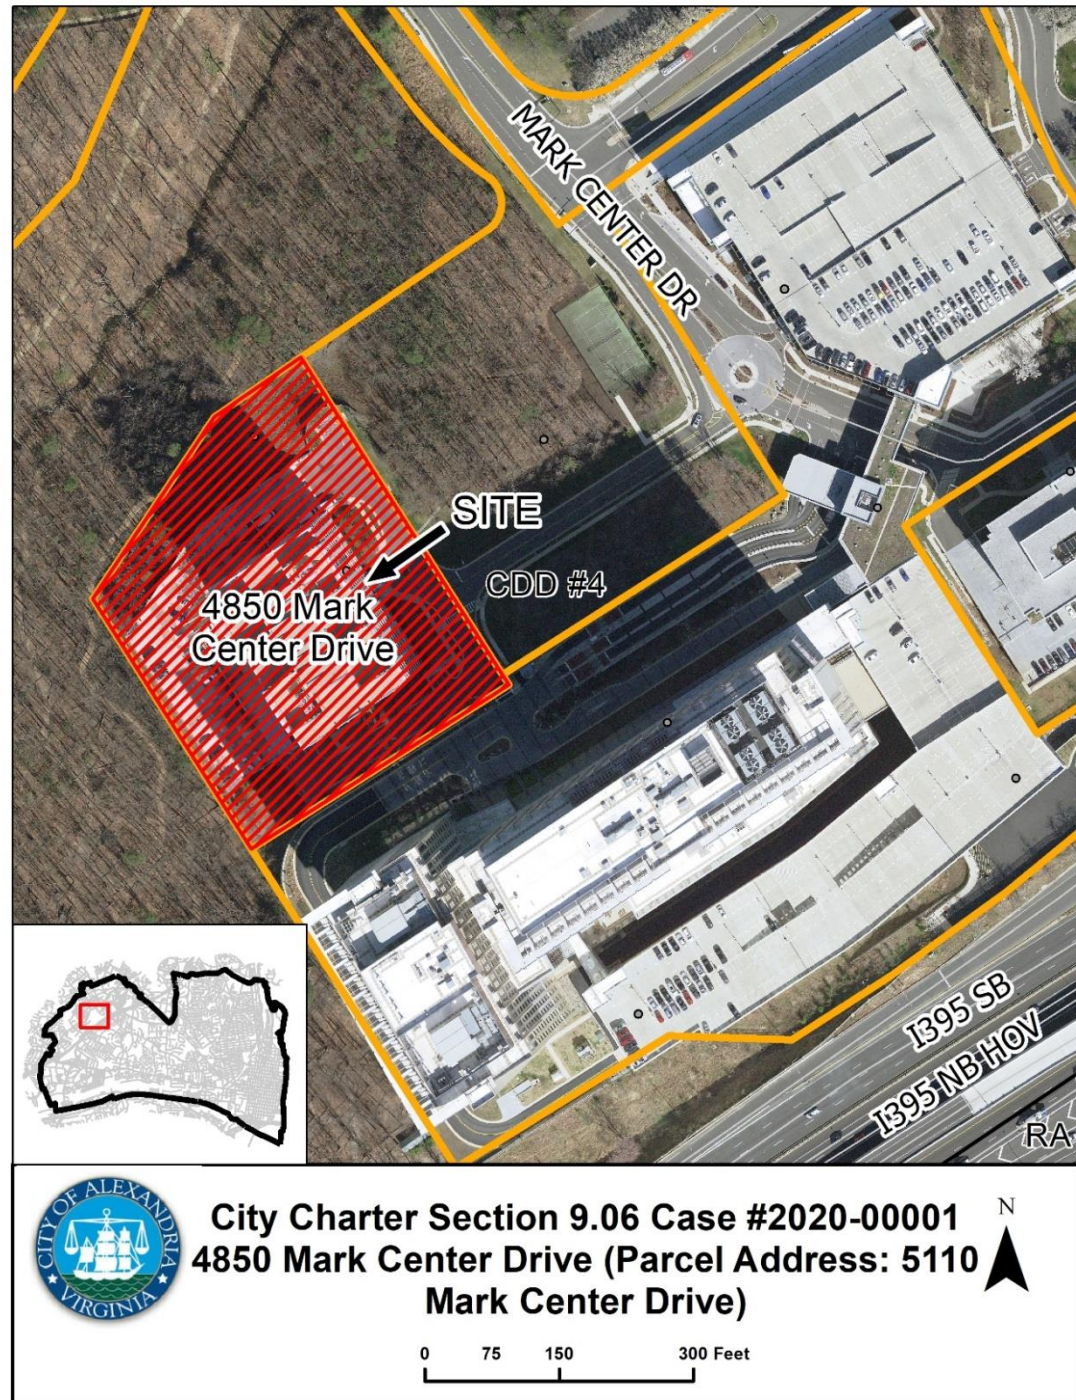 MARK CENTER DR
SITE
CDD #4
4850 Mark
Center Drive
I395 SB
I395 NB HOV
RA
CITY OF ALEXANDRIA
VIRGINIA
City Charter Section 9.06 Case #2020-00001
4850 Mark Center Drive (Parcel Address: 5110
Mark Center Drive)
N
0 75 150 300 Feet